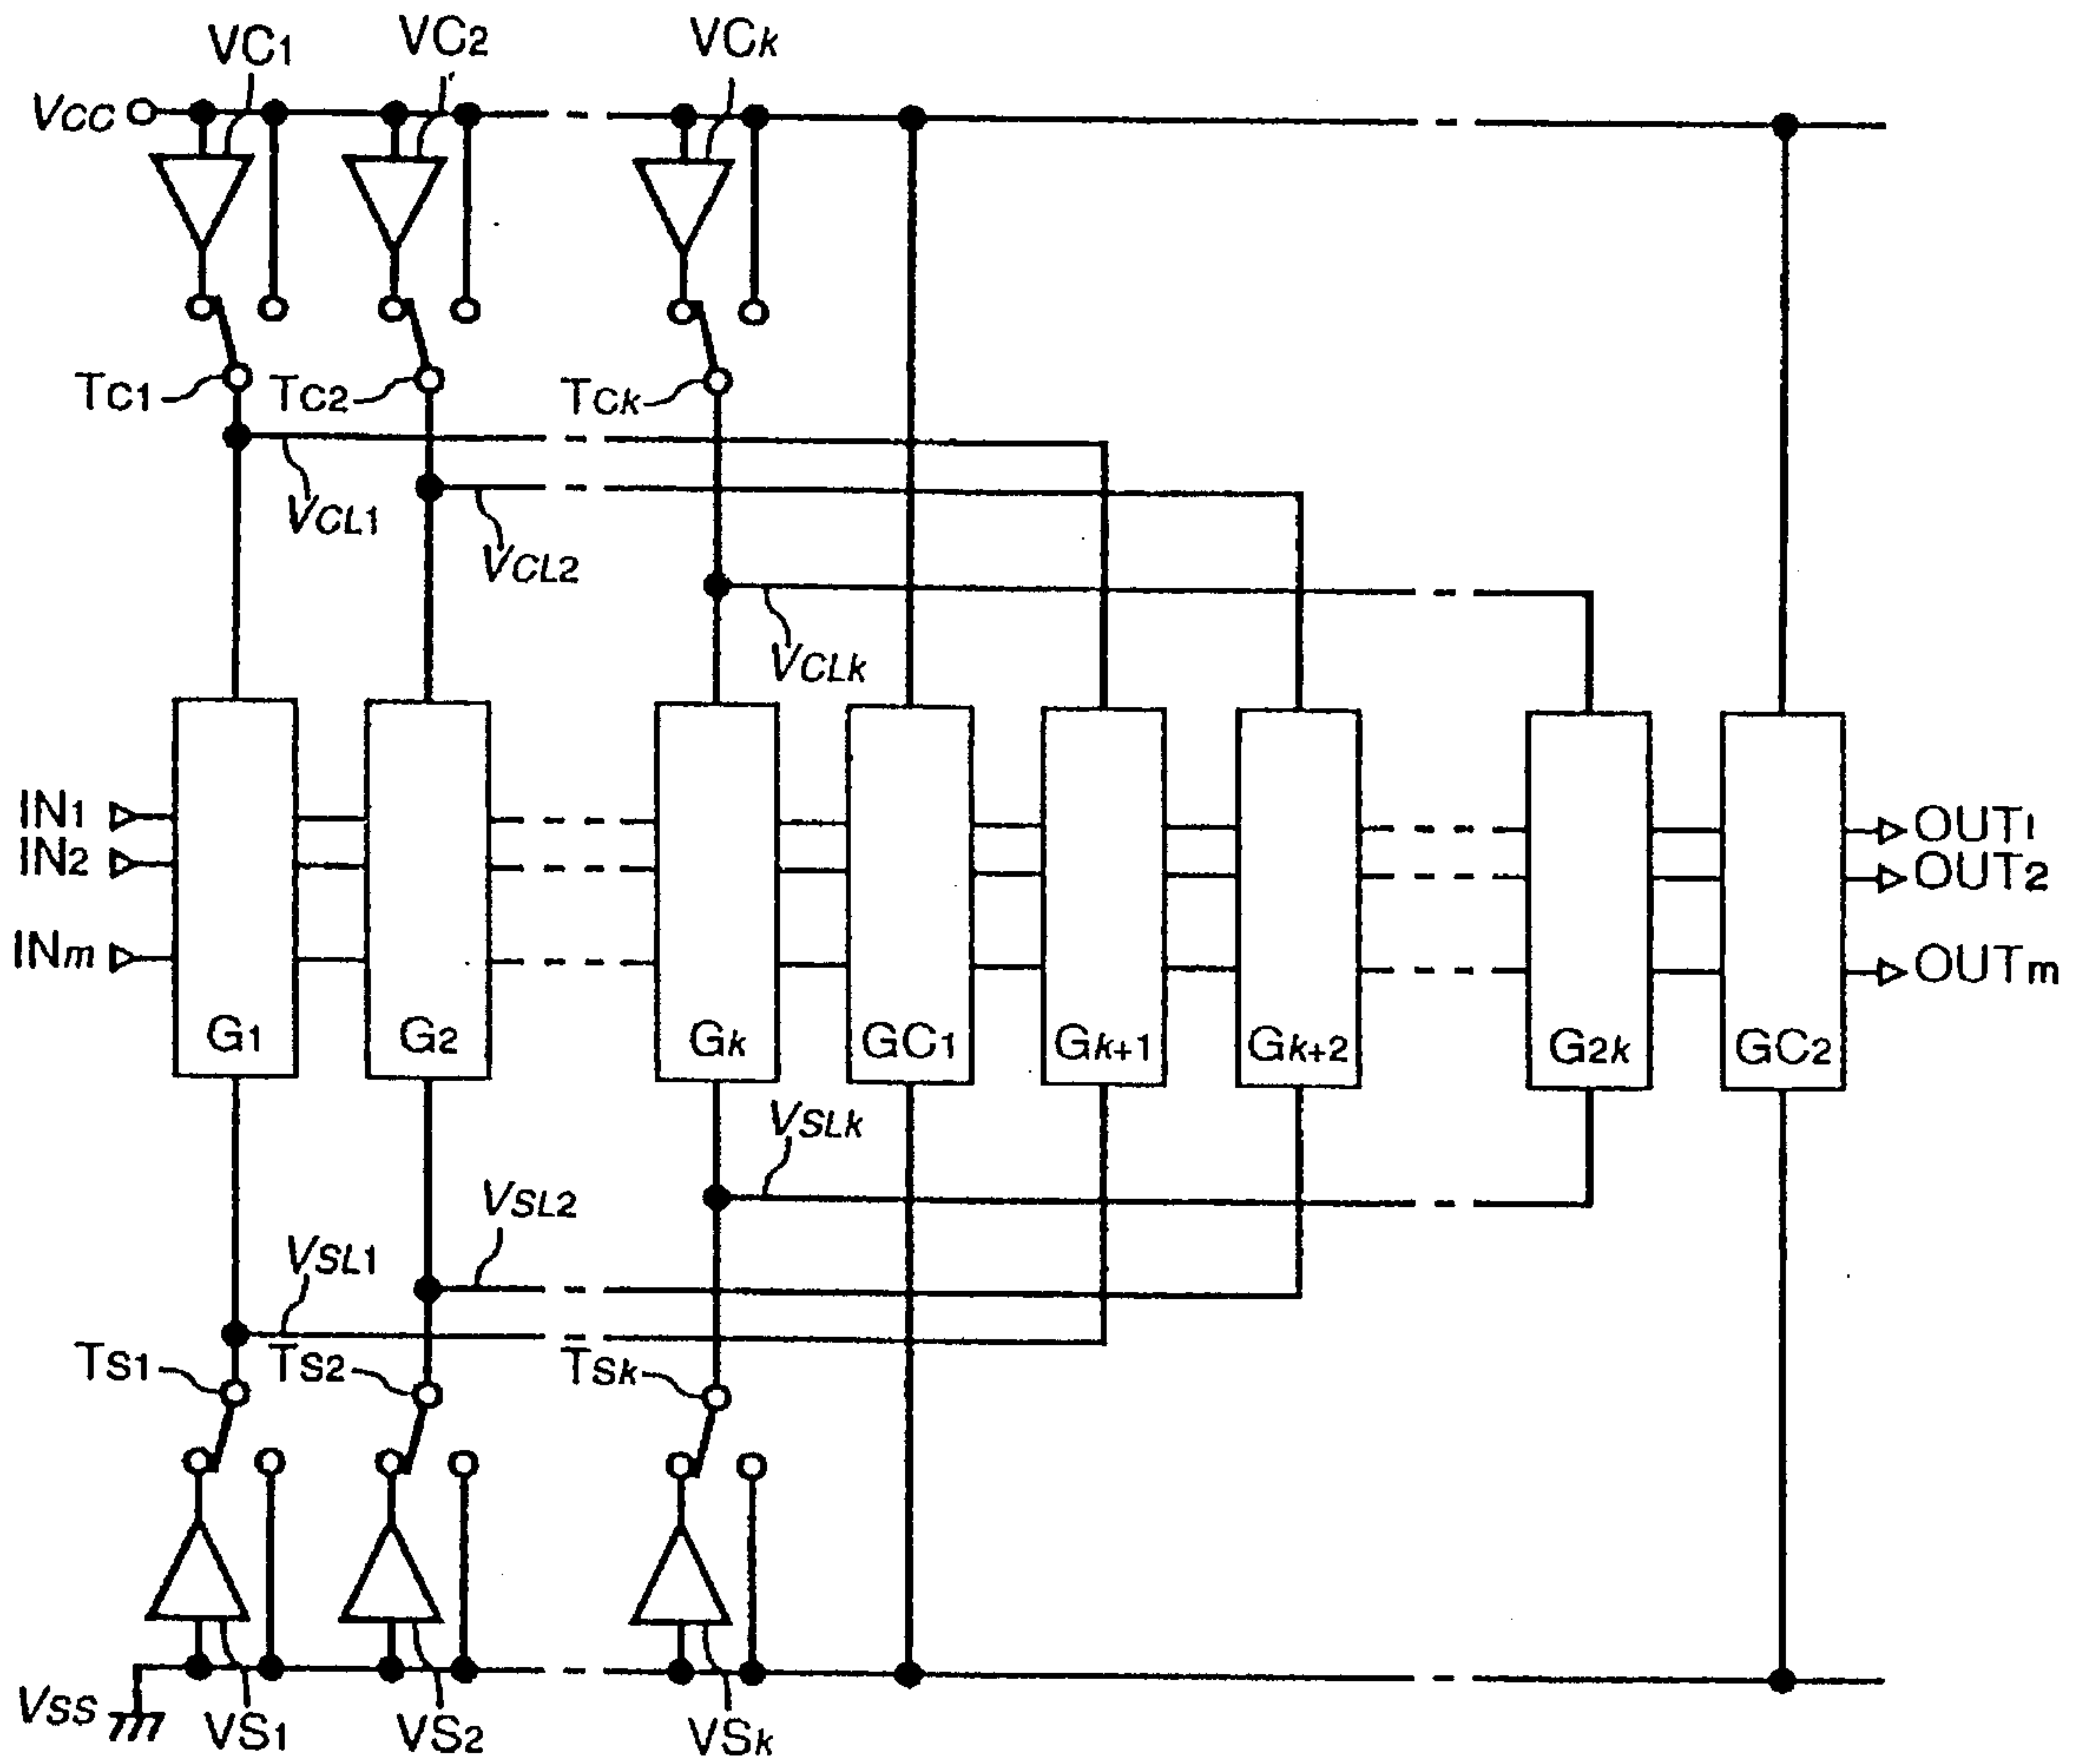 VC1
VC2
VCk
VCC
TC1
TC2
TCk
VCL1
VCL2
VCLk
IN1
IN2
INm
G1
G2
Gk
GC1
Gk+1
Gk+2
G2k
GC2
OUT1
OUT2
OUTm
VSLk
VSL2
VSL1
TS1
TS2
TSk
VSS
VS1
VS2
VSk